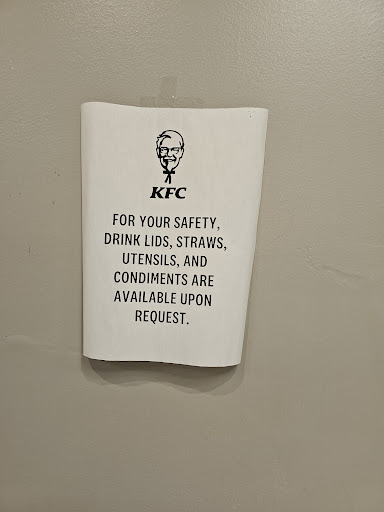 KFC
FOR YOUR SAFETY,
DRINK LIDS, STRAWS,
UTENSILS, AND
CONDIMENTS ARE
AVAILABLE UPON
REQUEST.